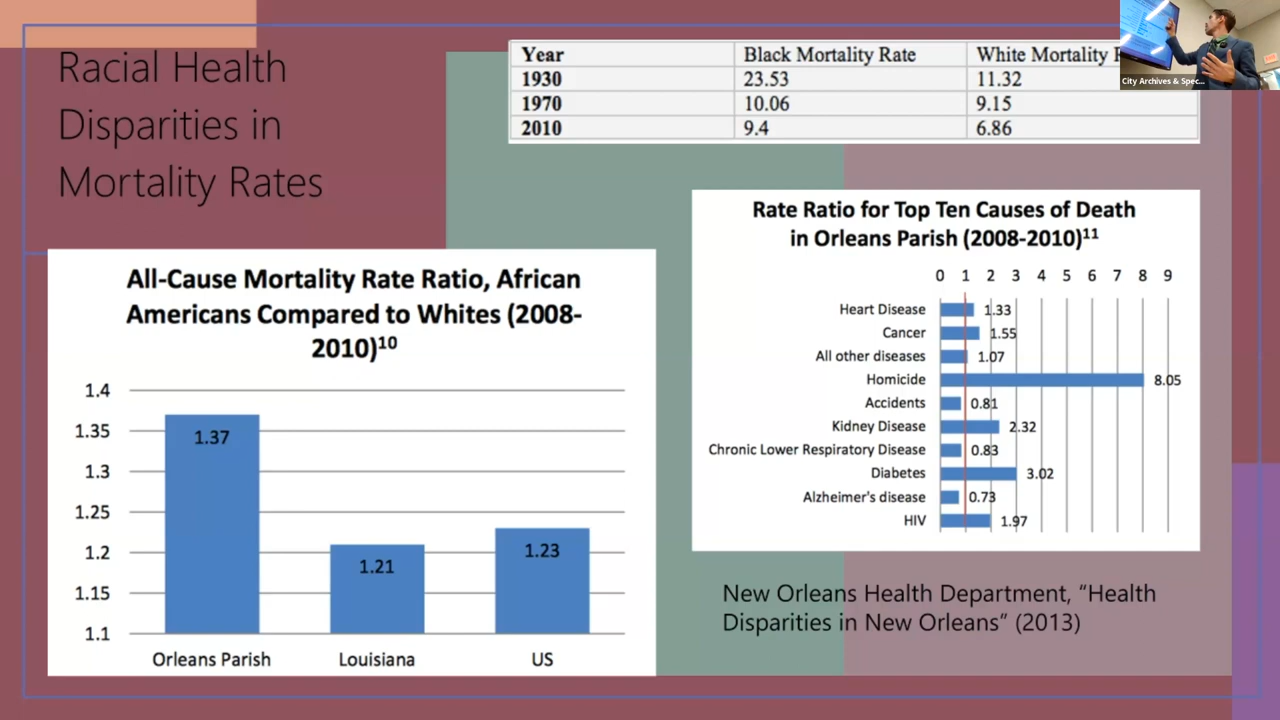 Racial Health
Disparities in
Mortality Rates
Year Black Mortality Rate White Mortality
1930 23.53 11.32
1970 10.06 9.15
2010 9.4 6.86
City Archives & Spec...
All-Cause Mortality Rate Ratio, African
Americans Compared to Whites (2008-
2010)10
1.4
1.35
1.3
1.25
1.2
1.15
1.1
1.37
1.21
1.23
Orleans Parish Louisiana US
Rate Ratio for Top Ten Causes of Death
in Orleans Parish (2008-2010)11
0 1 2 3 4 5 6 7 8 9
Heart Disease 1.33
Cancer 1.55
All other diseases 1.07
Homicide 8.05
Accidents 0.81
Kidney Disease 2.32
Chronic Lower Respiratory Disease 0.83
Diabetes 3.02
Alzheimer's disease 0.73
HIV 1.97
New Orleans Health Department, “Health
Disparities in New Orleans” (2013)